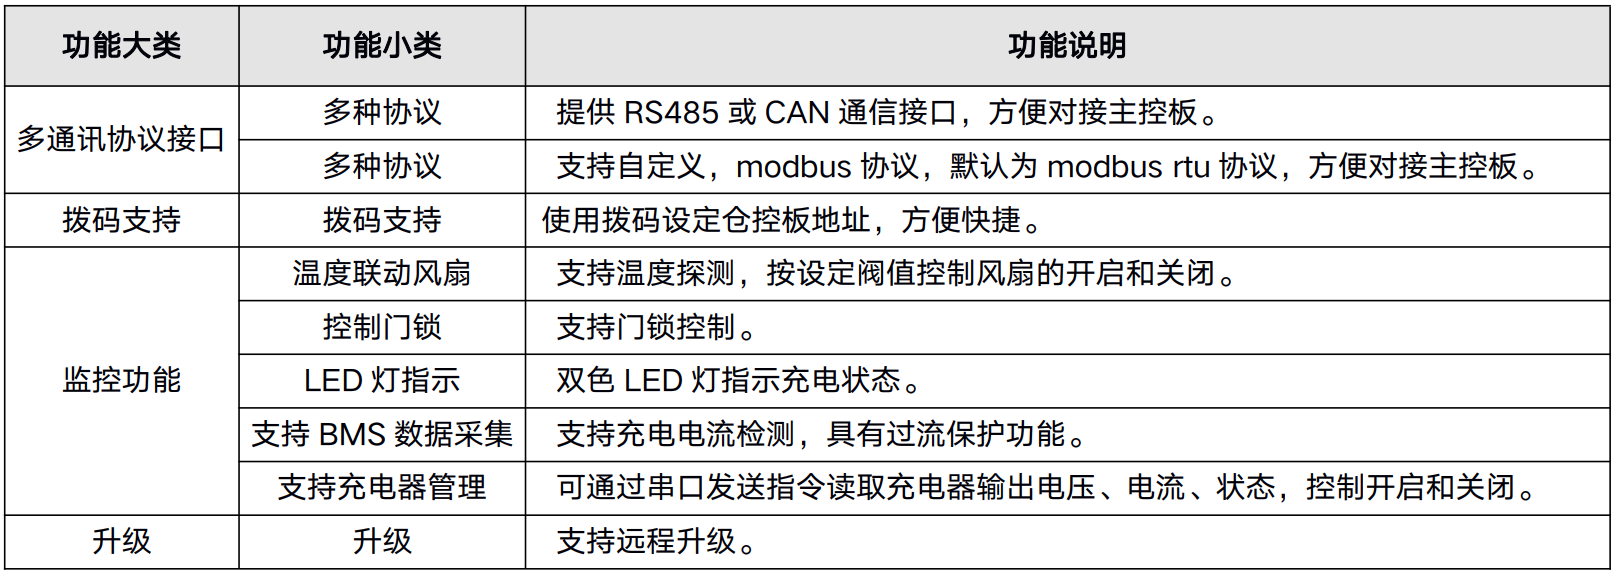 功能大类 功能小类 功能说明
多通讯协议接口
多种协议 提供 RS485 或 CAN 通信接口，方便对接主控板。
多种协议 支持自定义，modbus 协议，默认为 modbus rtu 协议，方便对接主控板。
拨码支持 拨码支持 使用拨码设定仓控板地址，方便快捷。
监控功能
温度联动风扇 支持温度探测，按设定阀值控制风扇的开启和关闭。
控制门锁 支持门锁控制。
LED 灯指示 双色 LED 灯指示充电状态。
支持 BMS 数据采集 支持充电电流检测，具有过流保护功能。
支持充电器管理 可通过串口发送指令读取充电器输出电压、电流、状态，控制开启和关闭。
升级 升级 支持远程升级。